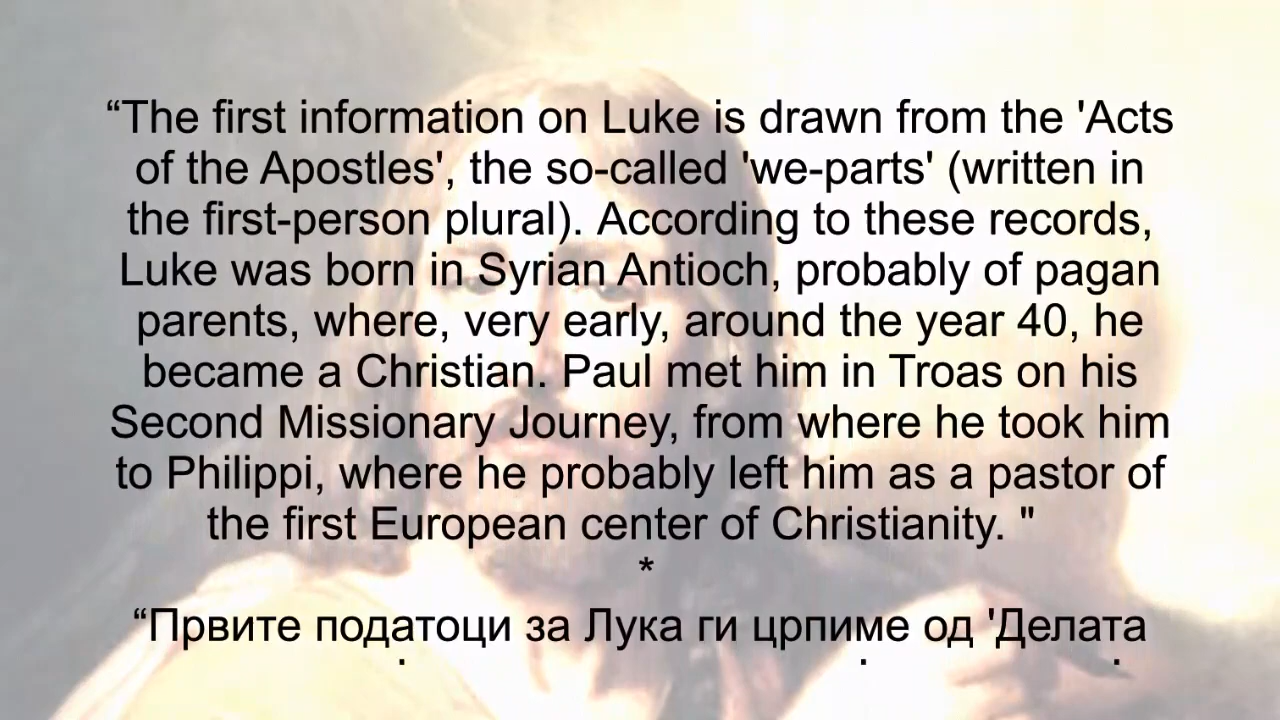 “The first information on Luke is drawn from the 'Acts
of the Apostles', the so-called 'we-parts' (written in
the first-person plural). According to these records,
Luke was born in Syrian Antioch, probably of pagan
parents, where, very early, around the year 40, he
became a Christian. Paul met him in Troas on his
Second Missionary Journey, from where he took him
to Philippi, where he probably left him as a pastor of
the first European center of Christianity. "
*
“Првите податоци за Лука ги црпиме од 'Делата